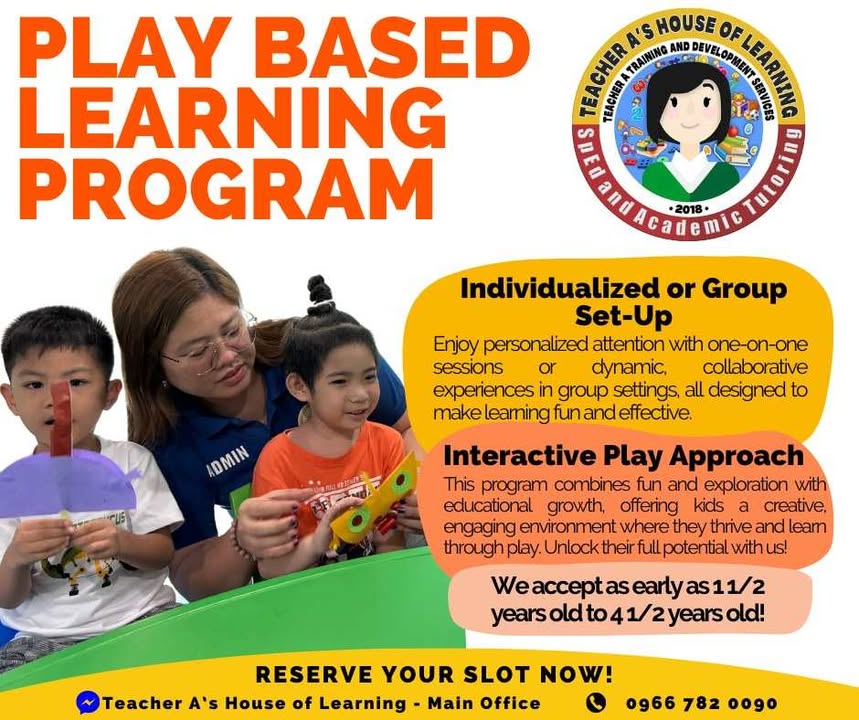 PLAY BASED
LEARNING
PROGRAM
TEACHER A'S HOUSE OF LEARNING
TEACHER A TRAINING AND DEVELOPMENT SERVICES
• 2018 •
SpEd and Academic Tutoring
Individualized or Group
Set-Up
Enjoy personalized attention with one-on-one
sessions or dynamic, collaborative
experiences in group settings, all designed to
make learning fun and effective.
ADMIN
Interactive Play Approach
This program combines fun and exploration with
educational growth, offering kids a creative,
engaging environment where they thrive and learn
through play. Unlock their full potential with us!
We accept as early as 1 1/2
years old to 4 1/2 years old!
RESERVE YOUR SLOT NOW!
Teacher A's House of Learning - Main Office
0966 782 0090